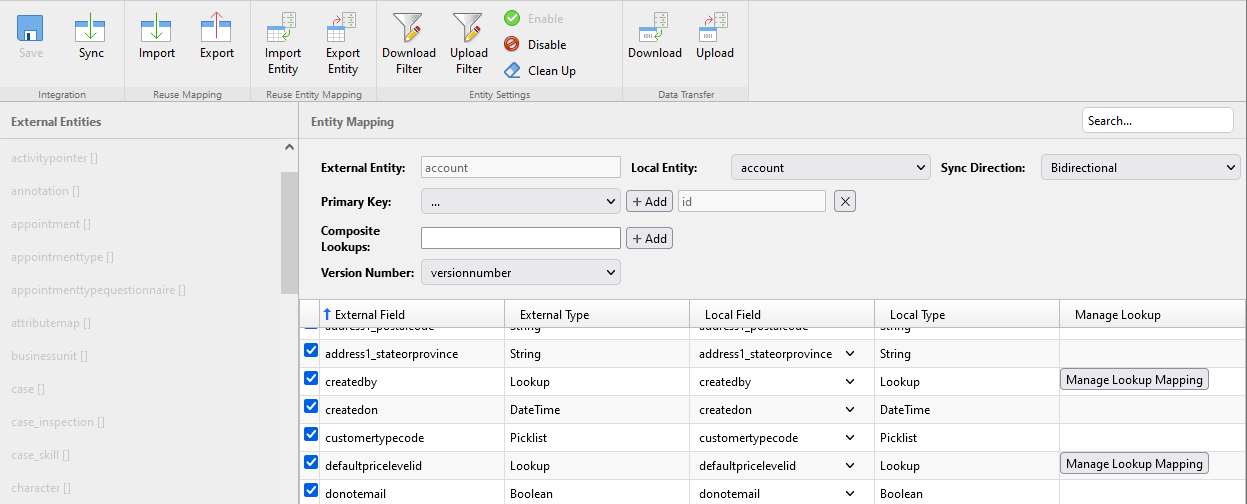 Save
Sync
Import
Export
Import Entity
Export Entity
Download Filter
Upload Filter
Enable
Disable
Clean Up
Download
Upload
Integration
Reuse Mapping
Reuse Entity Mapping
Entity Settings
Data Transfer
External Entities
activitypointer []
annotation []
appointment []
appointmenttype []
appointmenttypequestionnaire []
attributemap []
businessunit []
case []
case_inspection []
case_skill []
character []
Entity Mapping
Search...
External Entity: account Local Entity: account Sync Direction: Bidirectional
Primary Key: ... + Add id
Composite Lookups: + Add
Version Number: versionnumber
External Field External Type Local Field Local Type Manage Lookup
address1_postalcode String address1_postalcode String
address1_stateorprovince String address1_stateorprovince String
createdby Lookup createdby Lookup Manage Lookup Mapping
createdon DateTime createdon DateTime
customertypecode Picklist customertypecode Picklist
defaultpricelevelid Lookup defaultpricelevelid Lookup Manage Lookup Mapping
donotemail Boolean donotemail Boolean